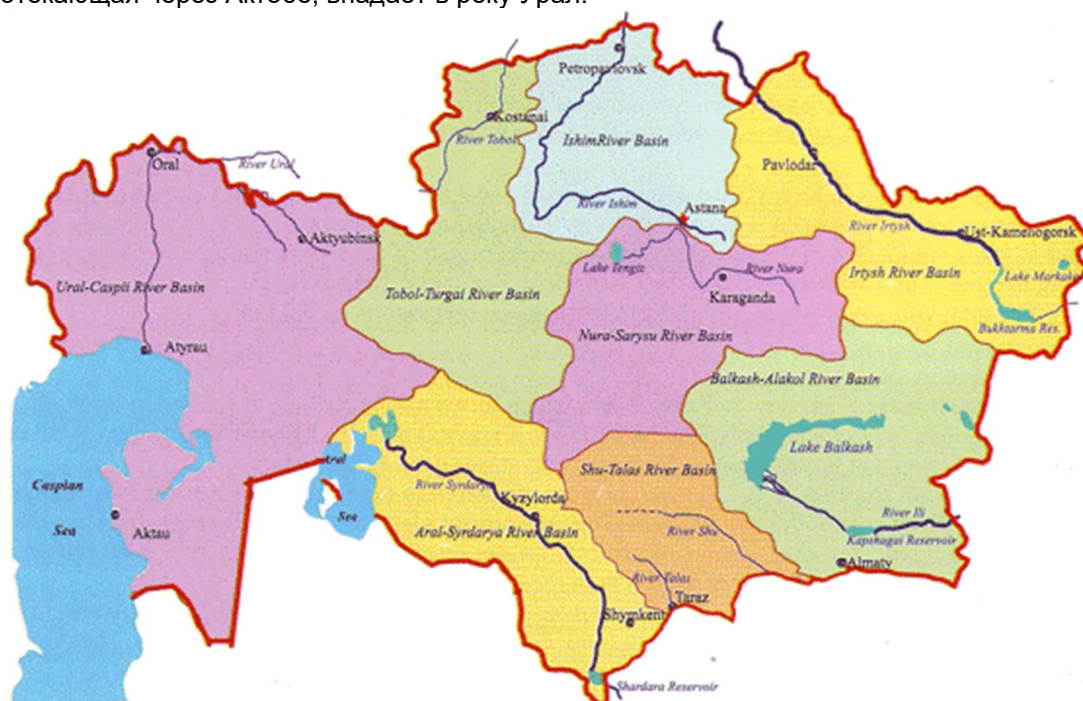 отекающая через Актобе, впадает в реку Урал.
Petropavlovsk
Kostanai
River Tobol
IshimRiver Basin
Oral
River Ural
Pavlodar
River Ishim
Astana
Aktyubinsk
River Irtysh
Ust-Kamenogorsk
Lake Tengiz
River Nura
Irtysh River Basin
Lake Markakol
Ural-Caspii River Basin
Tobol-Turgai River Basin
Karaganda
Bukhtarma Res.
Nura-Sarysu River Basin
Atyrau
Balkash-Alakol River Basin
Lake Balkash
Aral
Sea
Shu-Talas River Basin
Caspian
Sea
River Syrdarya
Kyzylorda
River Ili
Aktau
Aral-Syrdarya River Basin
River Shu
Kapshagai Reservoir
Almaty
River Talas
Taraz
Shymkent
Shardara Reservoir